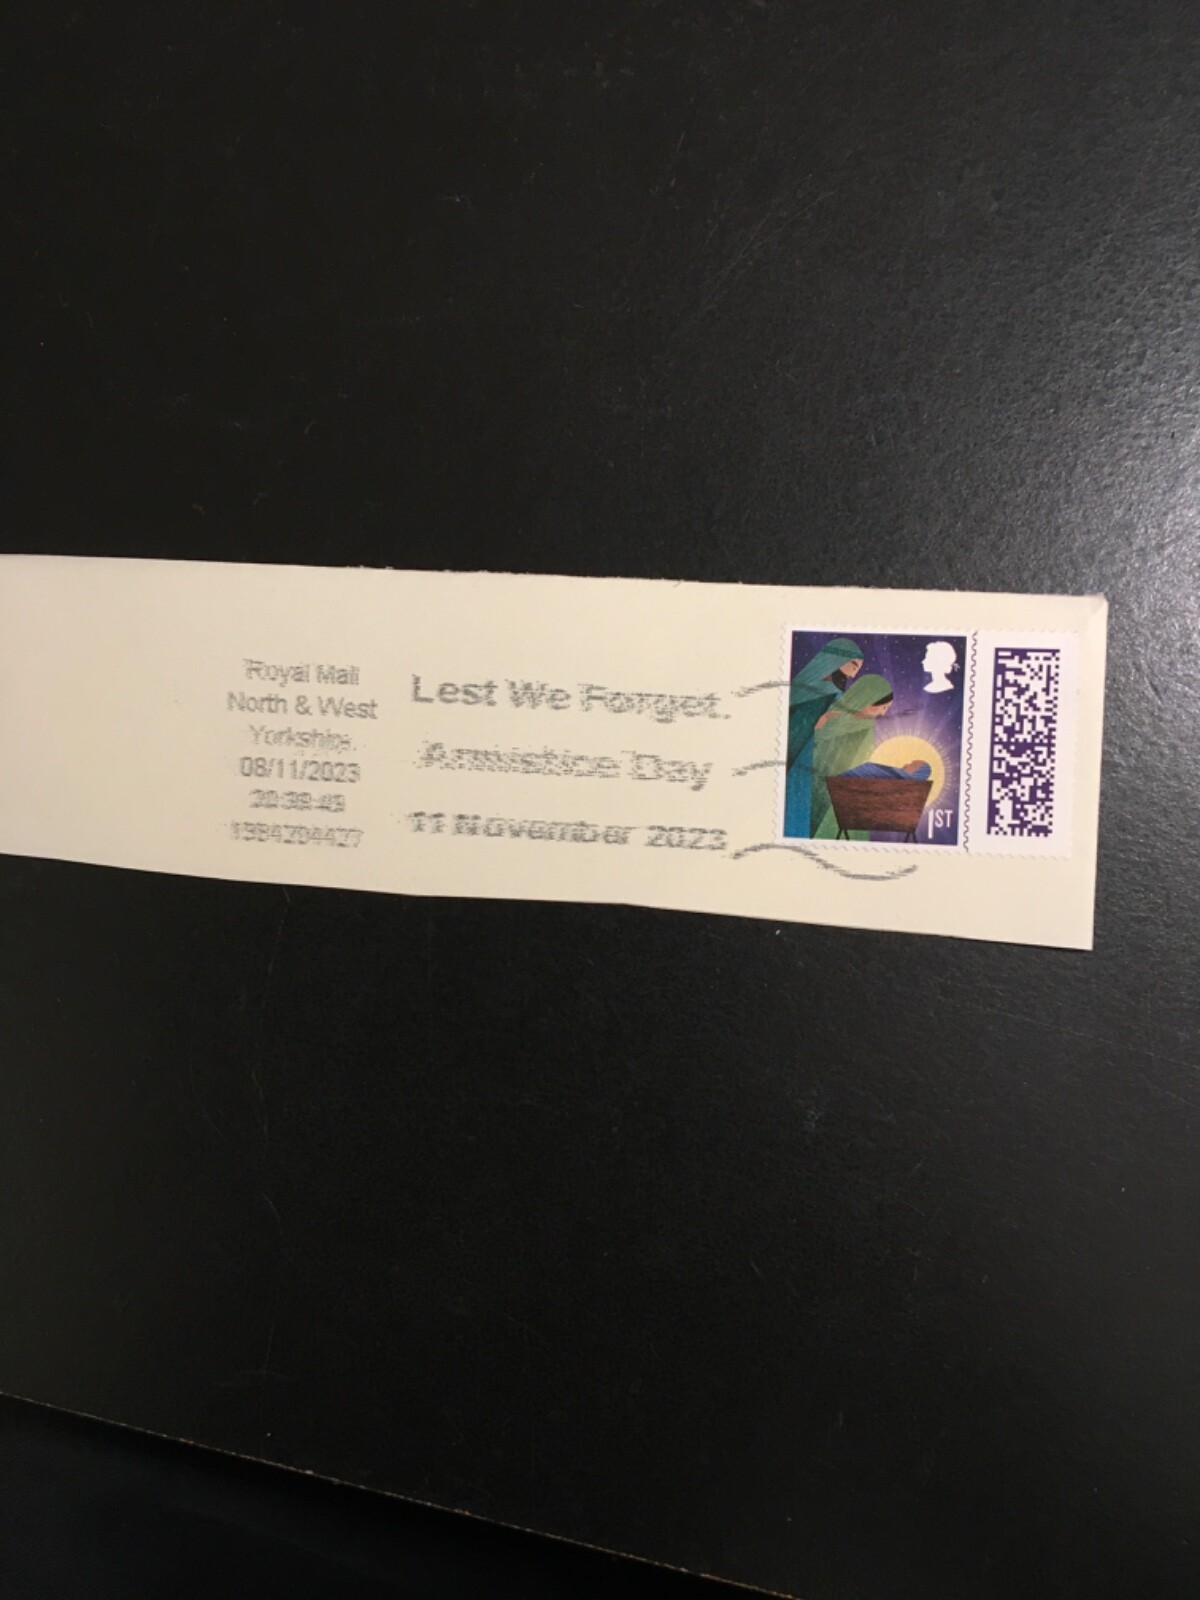 Royal Mail
North & West
Yorkshire
08/11/2023
Lest We Forget.
Armistice Day
11 November 2023
1ST